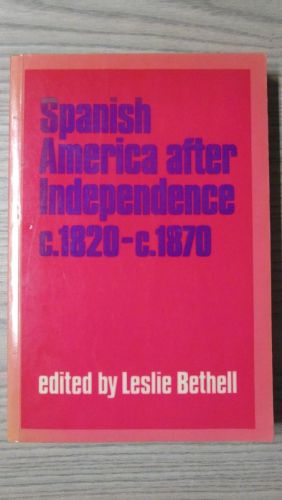 Spanish
America after
Independence
c.1820-c.1870
edited by Leslie Bethell